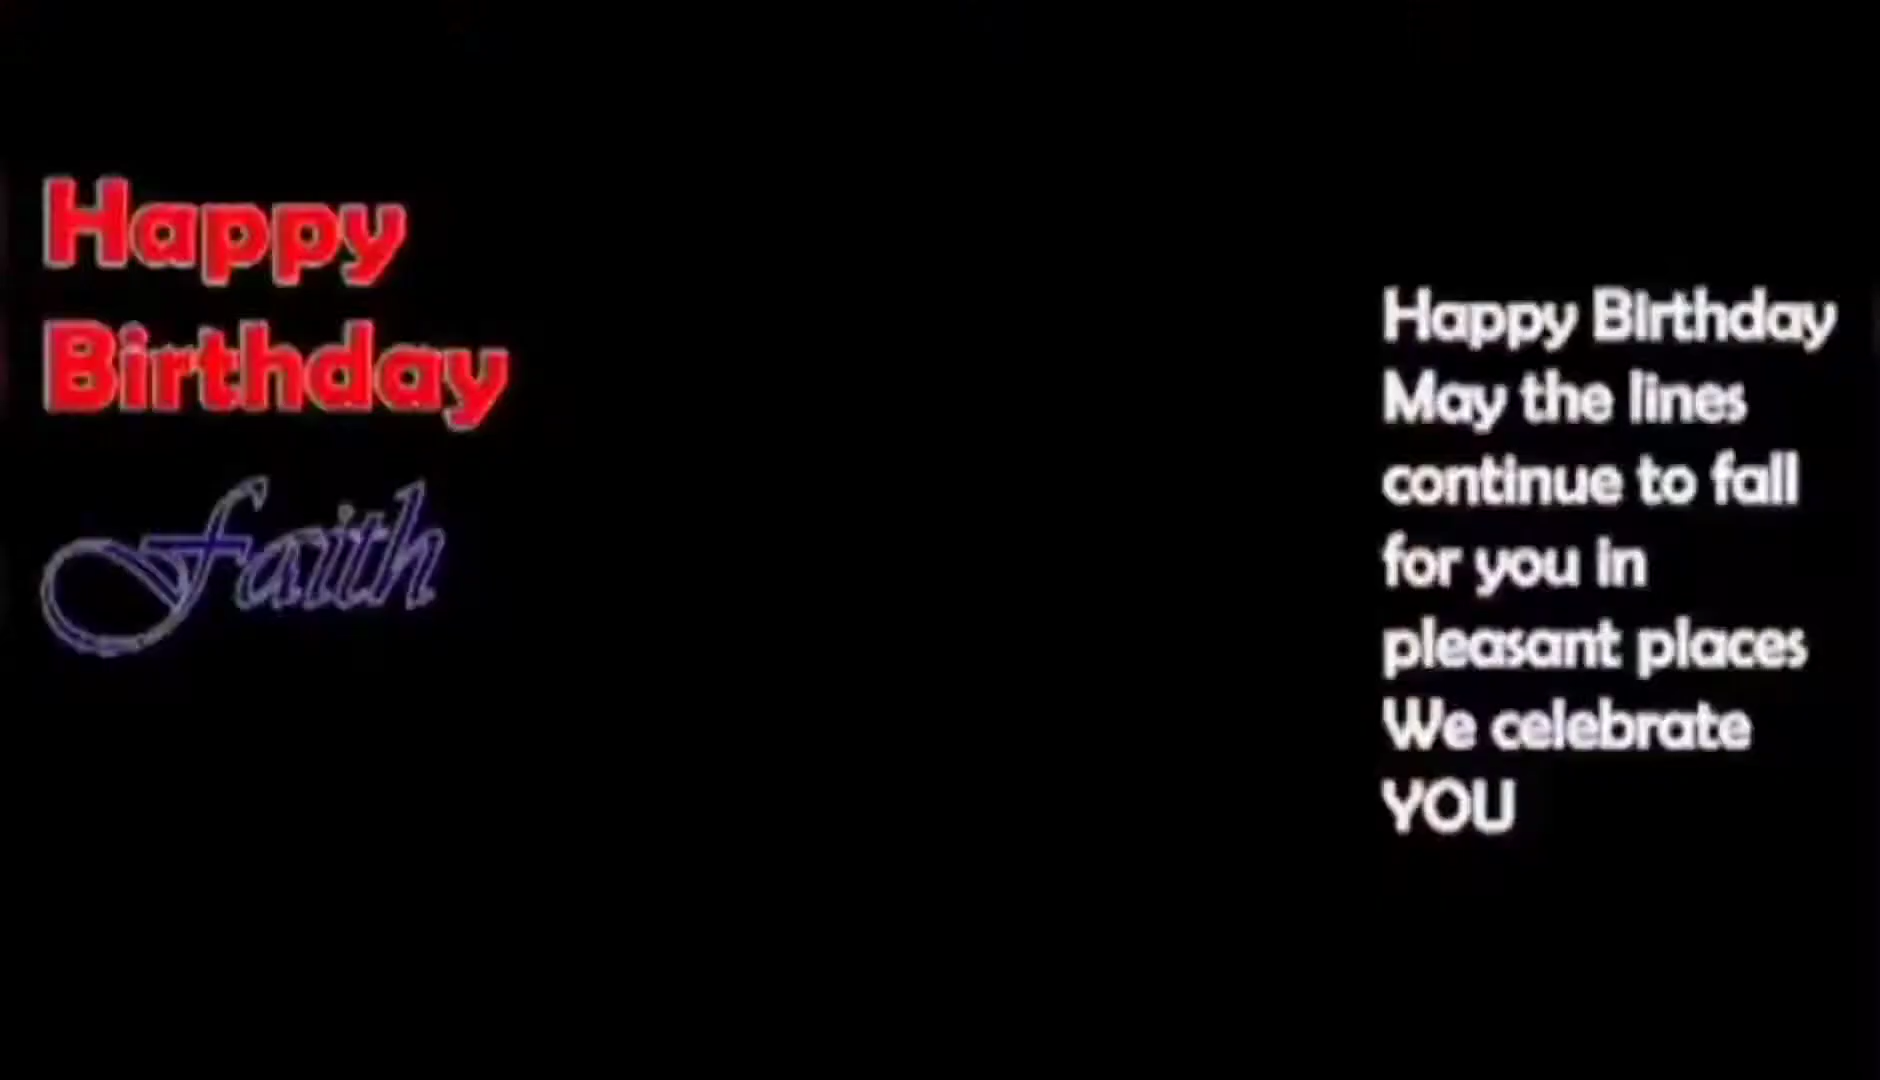 Happy
Birthday
Faith
Happy Birthday
May the lines
continue to fall
for you in
pleasant places
We celebrate
YOU